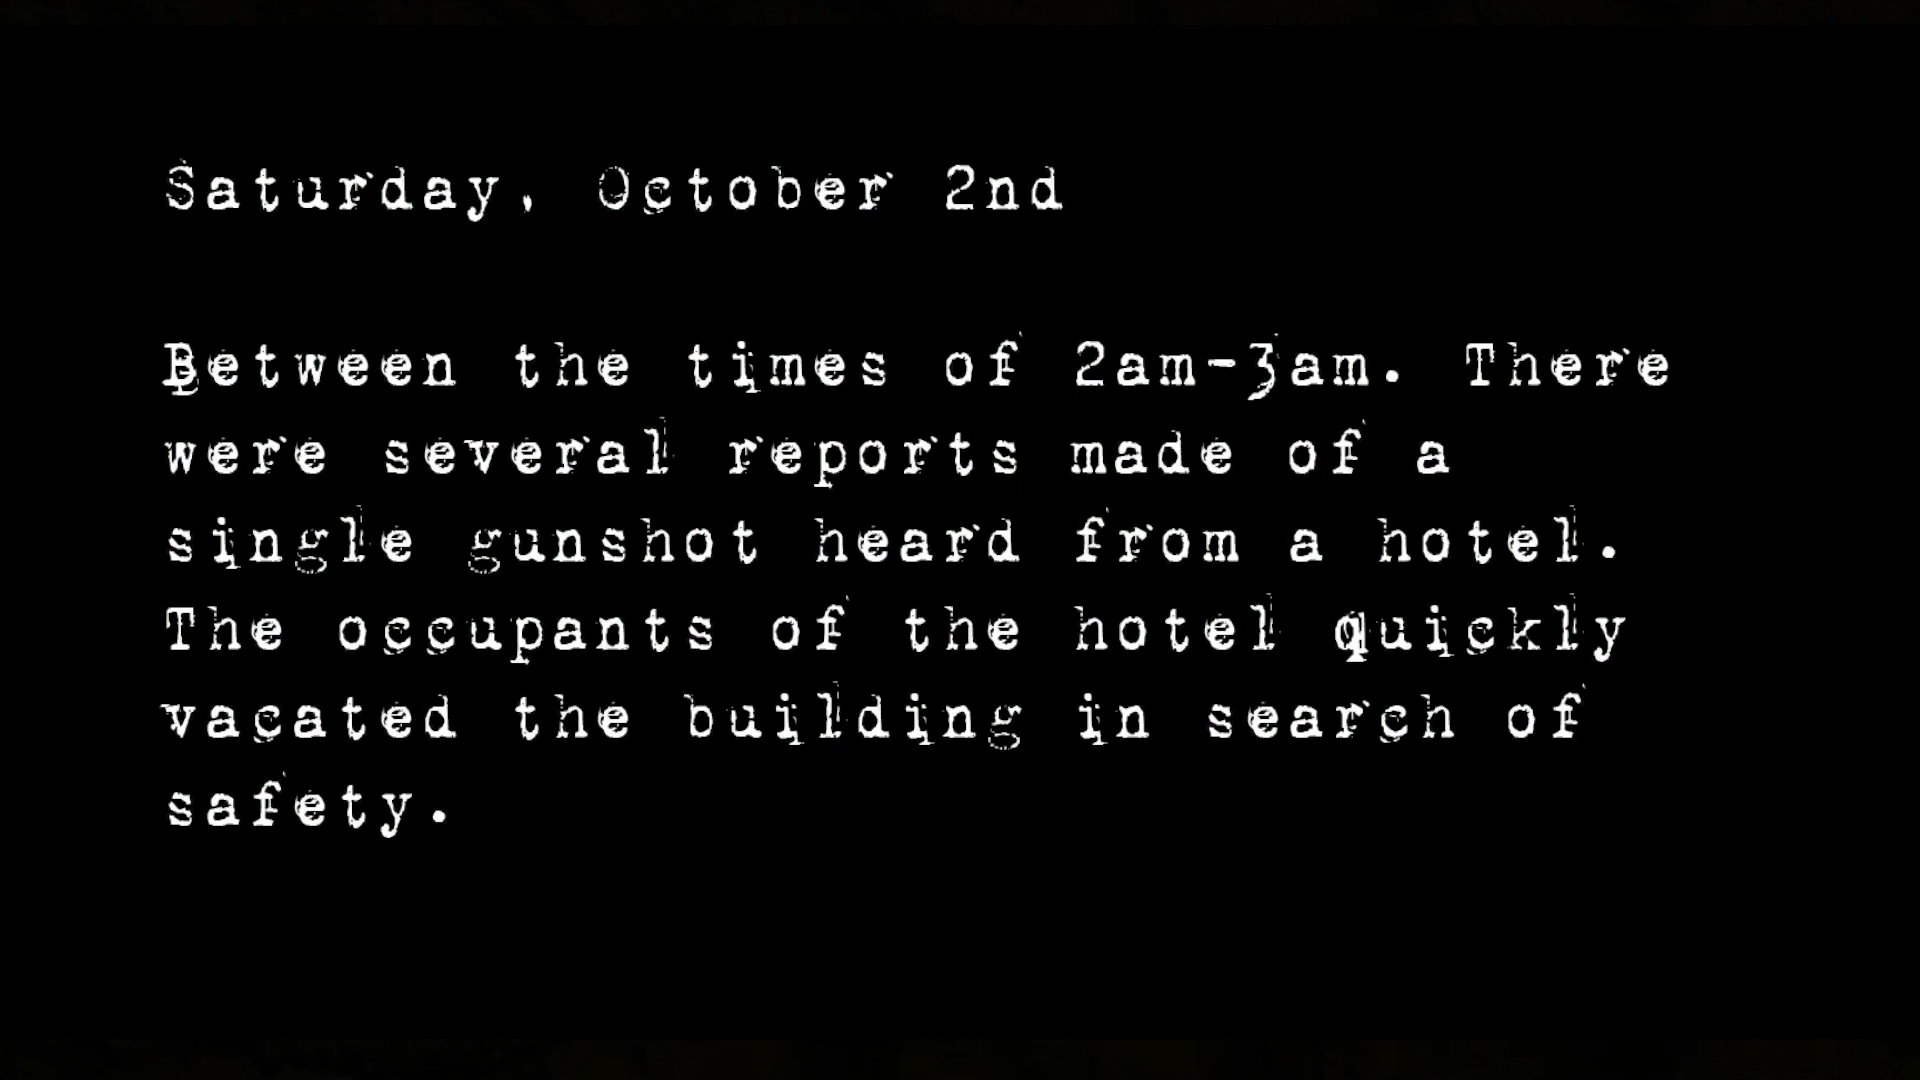 Saturday, October 2nd
Between the times of 2am-3am. There
were several reports made of a
single gunshot heard from a hotel.
The occupants of the hotel quickly
vacated the building in search of
safety.